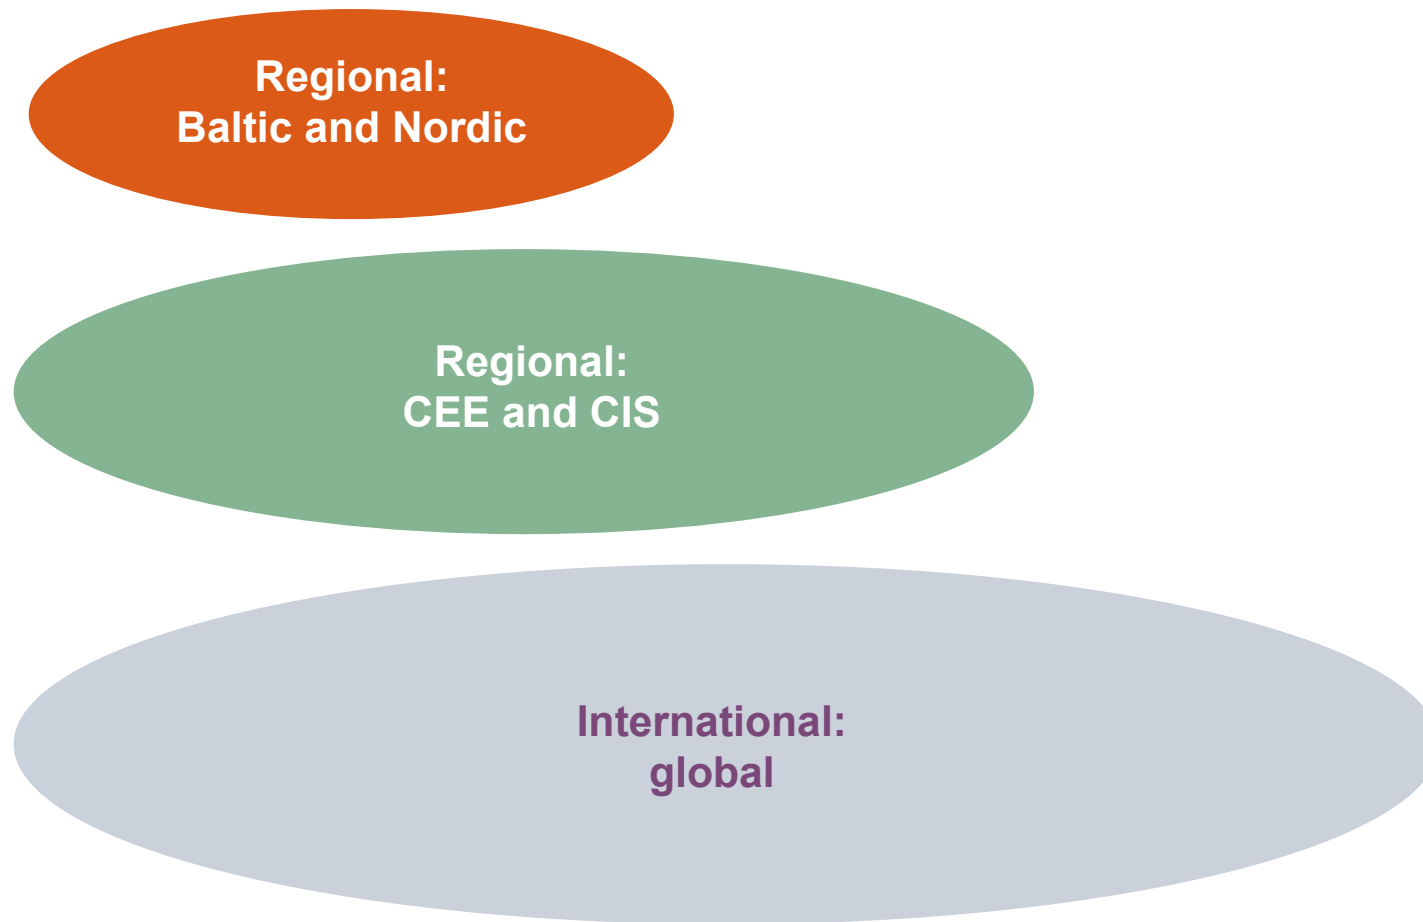 Regional:
Baltic and Nordic
Regional:
CEE and CIS
International:
global